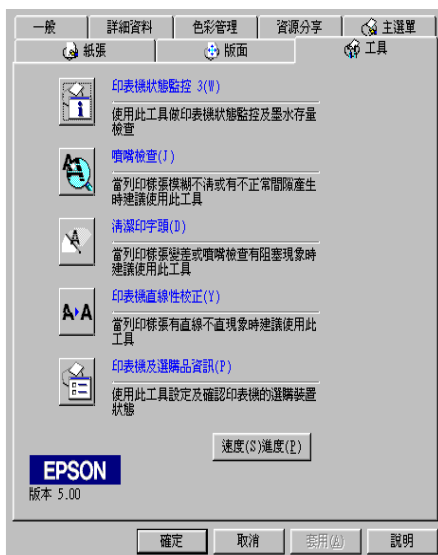 一般 詳細資料 色彩管理 資源分享 主選單
紙張 版面 工具
印表機狀態監控 3(W)
使用此工具做印表機狀態監控及墨水存量
檢查
噴嘴檢查(J)
當列印樣張模糊不清或有不正常間隙產生
時建議使用此工具
清潔印字頭(D)
當列印樣張變差或噴嘴檢查有阻塞現象時
建議使用此工具
印表機直線性校正(Y)
當列印樣張有直線不直現象時建議使用此
工具
印表機及選購品資訊(P)
使用此工具設定及確認印表機的選購裝置
狀態
速度(S)進度(P)
EPSON
版本 5.00
確定 取消 套用(A) 說明